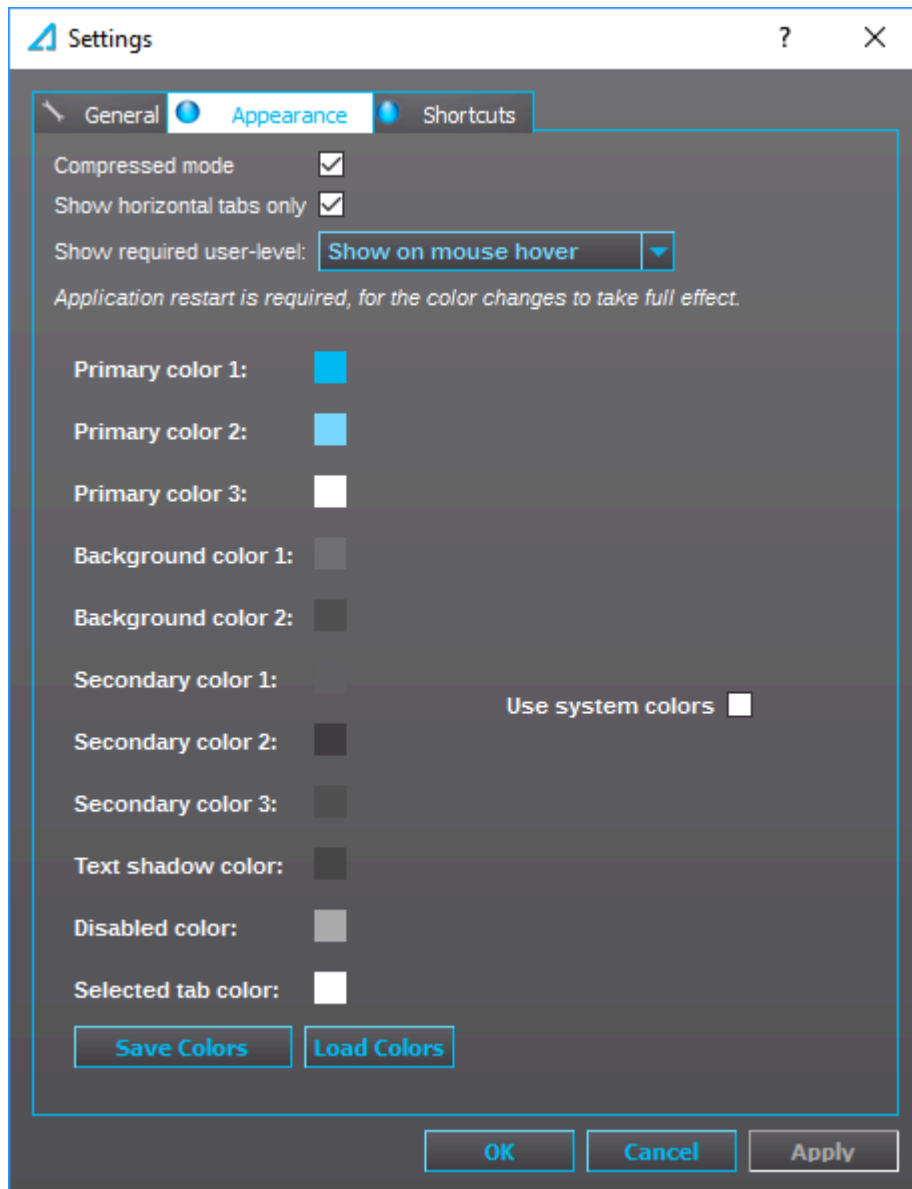 Settings
General Appearance Shortcuts
Compressed mode
Show horizontal tabs only
Show required user-level: Show on mouse hover
Application restart is required, for the color changes to take full effect.
Primary color 1:
Primary color 2:
Primary color 3:
Background color 1:
Background color 2:
Secondary color 1:
Use system colors
Secondary color 2:
Secondary color 3:
Text shadow color:
Disabled color:
Selected tab color:
Save Colors Load Colors
OK Cancel Apply